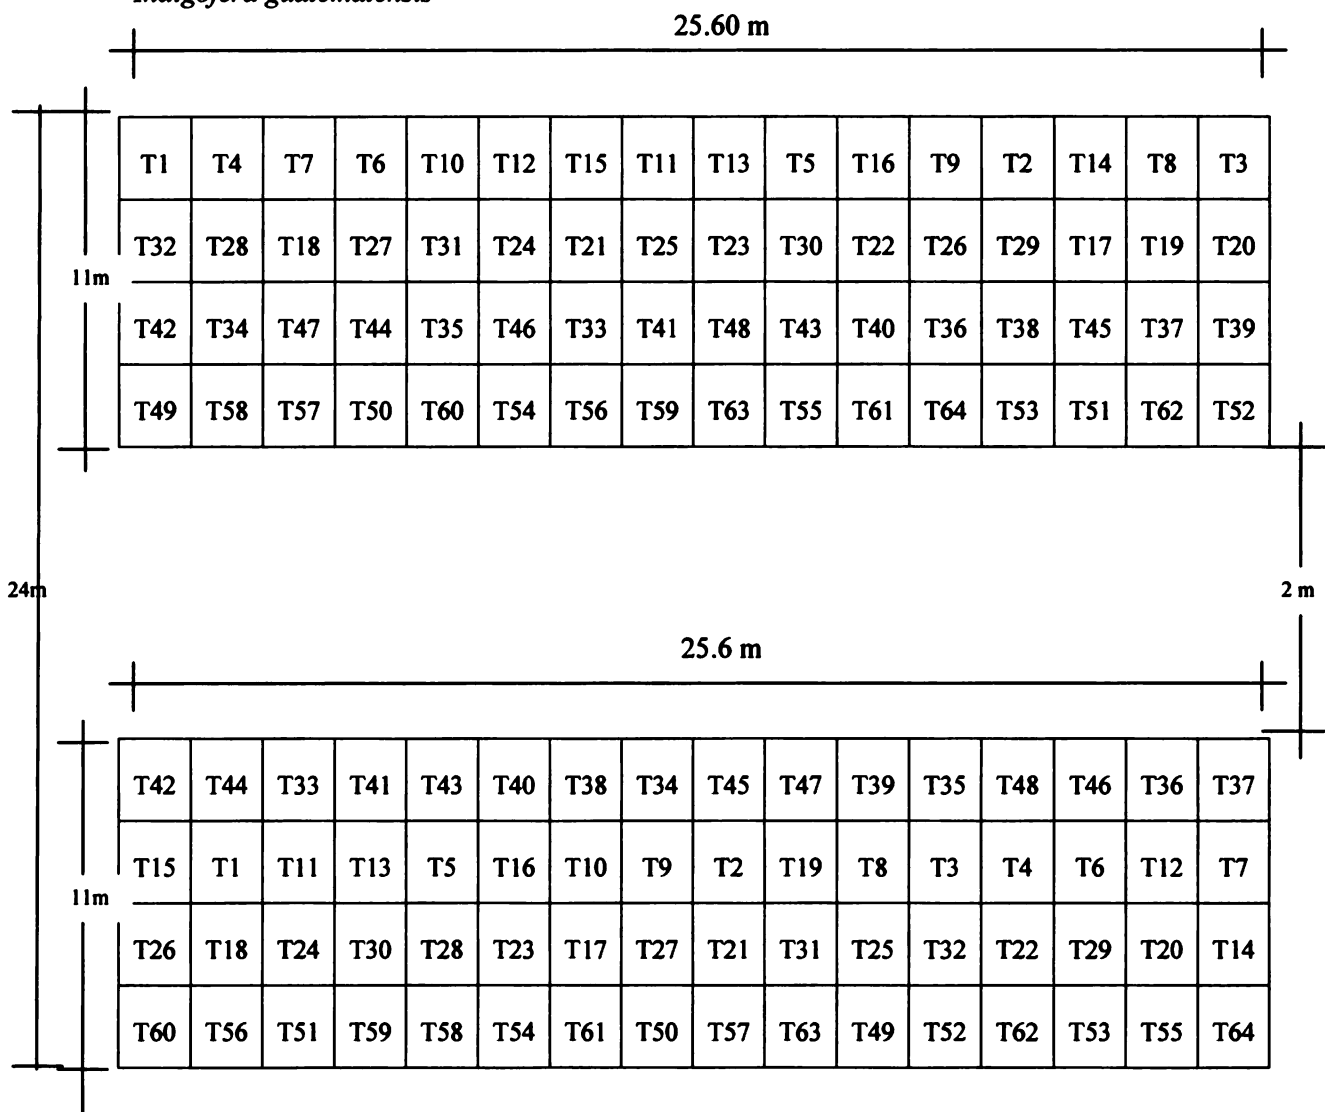 Indigofera guatemalensis
25.60 m
T1 T4 T7 T6 T10 T12 T15 T11 T13 T5 T16 T9 T2 T14 T8 T3
T32 T28 T18 T27 T31 T24 T21 T25 T23 T30 T22 T26 T29 T17 T19 T20
11m
T42 T34 T47 T44 T35 T46 T33 T41 T48 T43 T40 T36 T38 T45 T37 T39
T49 T58 T57 T50 T60 T54 T56 T59 T63 T55 T61 T64 T53 T51 T62 T52
24m
2 m
25.6 m
T42 T44 T33 T41 T43 T40 T38 T34 T45 T47 T39 T35 T48 T46 T36 T37
T15 T1 T11 T13 T5 T16 T10 T9 T2 T19 T8 T3 T4 T6 T12 T7
11m
T26 T18 T24 T30 T28 T23 T17 T27 T21 T31 T25 T32 T22 T29 T20 T14
T60 T56 T51 T59 T58 T54 T61 T50 T57 T63 T49 T52 T62 T53 T55 T64